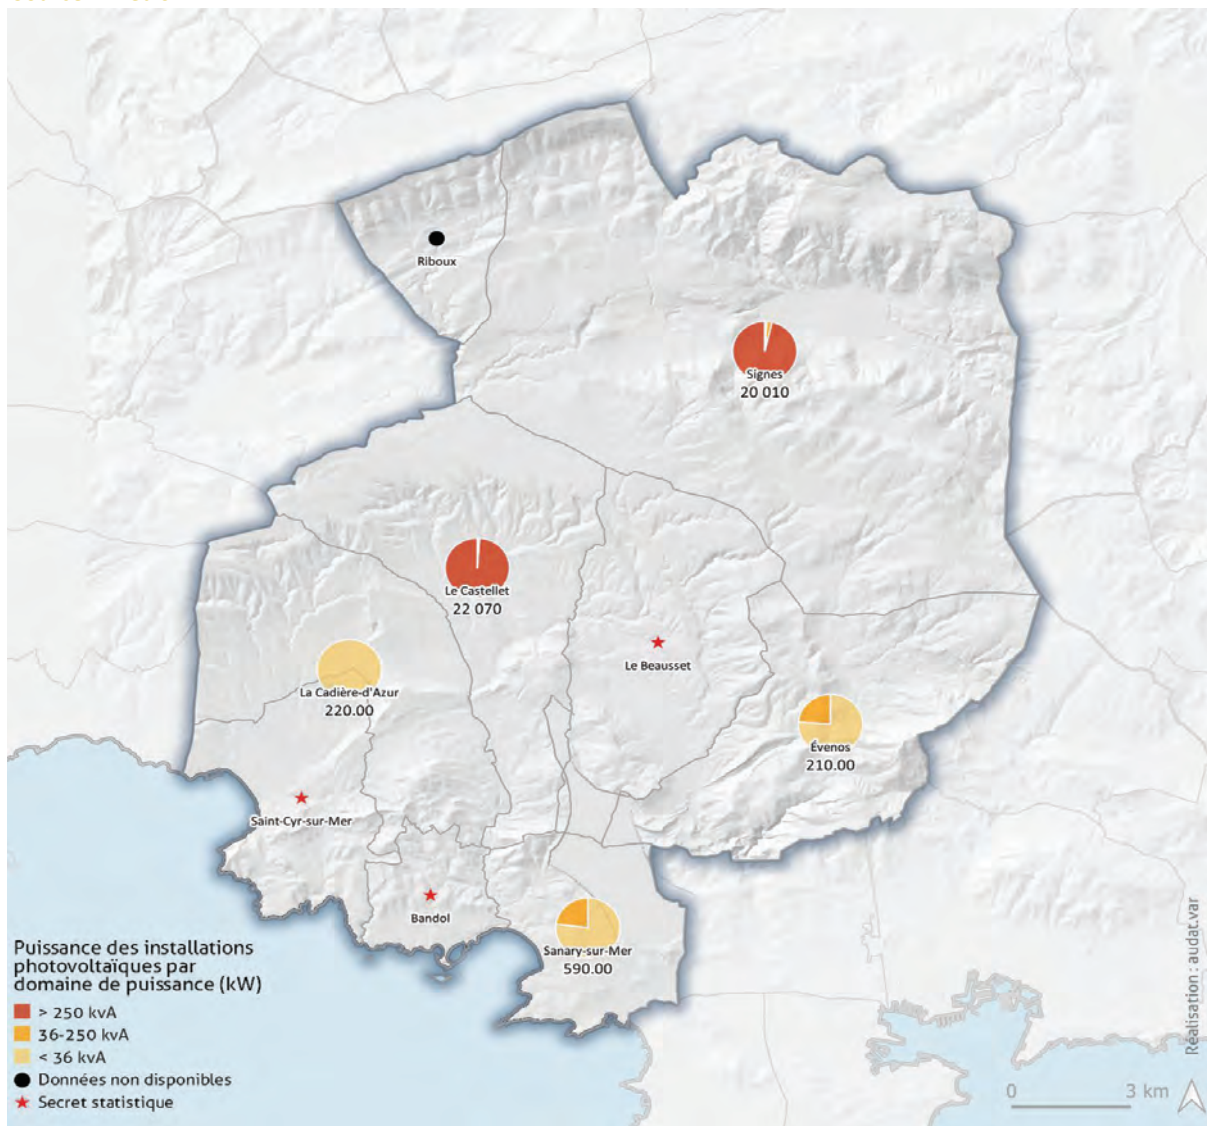 Riboux
Signes
20 010
Le Castellet
22 070
Le Beausset
La Cadière-d'Azur
220.00
Évenos
210.00
Saint-Cyr-sur-Mer
Bandol
Sanary-sur-Mer
590.00
Puissance des installations
photovoltaïques par
domaine de puissance (kW)
> 250 kvA
36-250 kvA
< 36 kvA
Données non disponibles
Secret statistique
0 3 km
Réalisation : audat.var